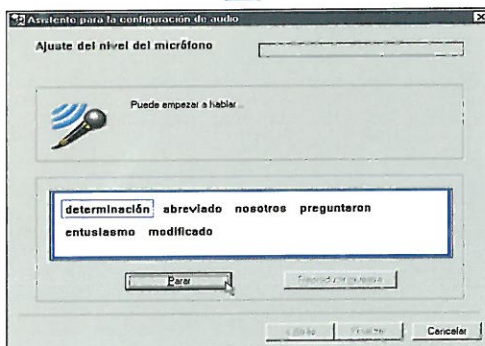 Asistente para la configuración de audio
Ajuste del nivel del micrófono
Puede empezar a hablar...
determinación abreviado nosotros preguntaron
entusiasmo modificado
Parar
Cancelar